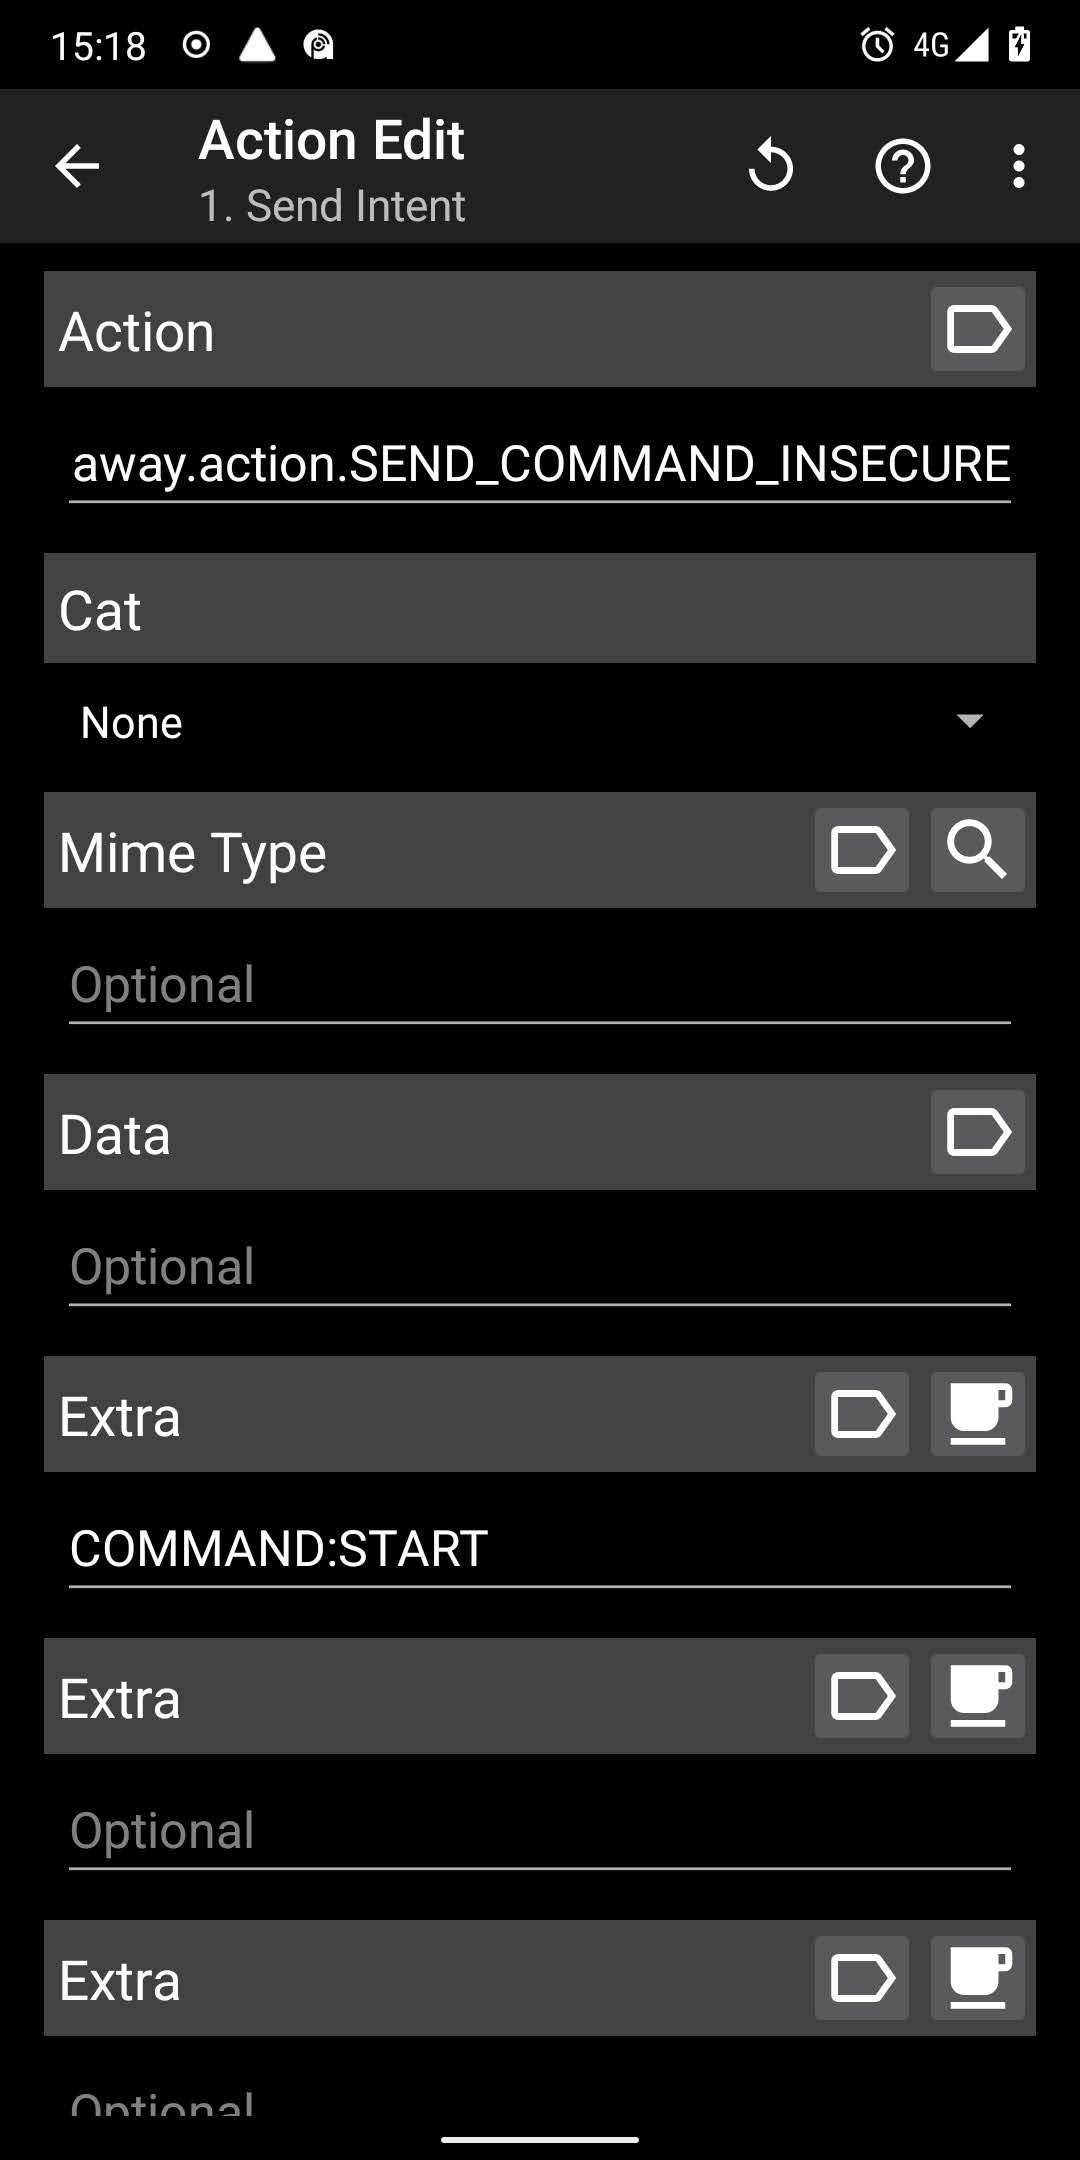 15:18
4G
Action Edit
1. Send Intent
Action
away.action.SEND_COMMAND_INSECURE
Cat
None
Mime Type
Optional
Data
Optional
Extra
COMMAND:START
Extra
Optional
Extra
Optional